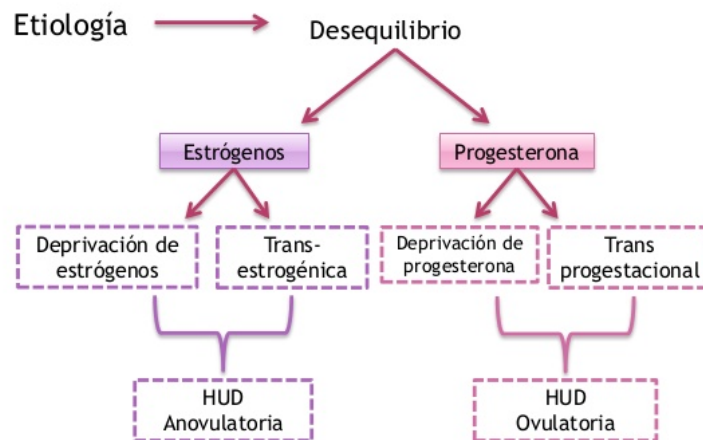 Etiología
Desequilibrio
Estrógenos
Progesterona
Deprivación de
estrógenos
Trans-
estrogénica
Deprivación de
progesterona
Trans
progestacional
HUD
Anovulatoria
HUD
Ovulatoria